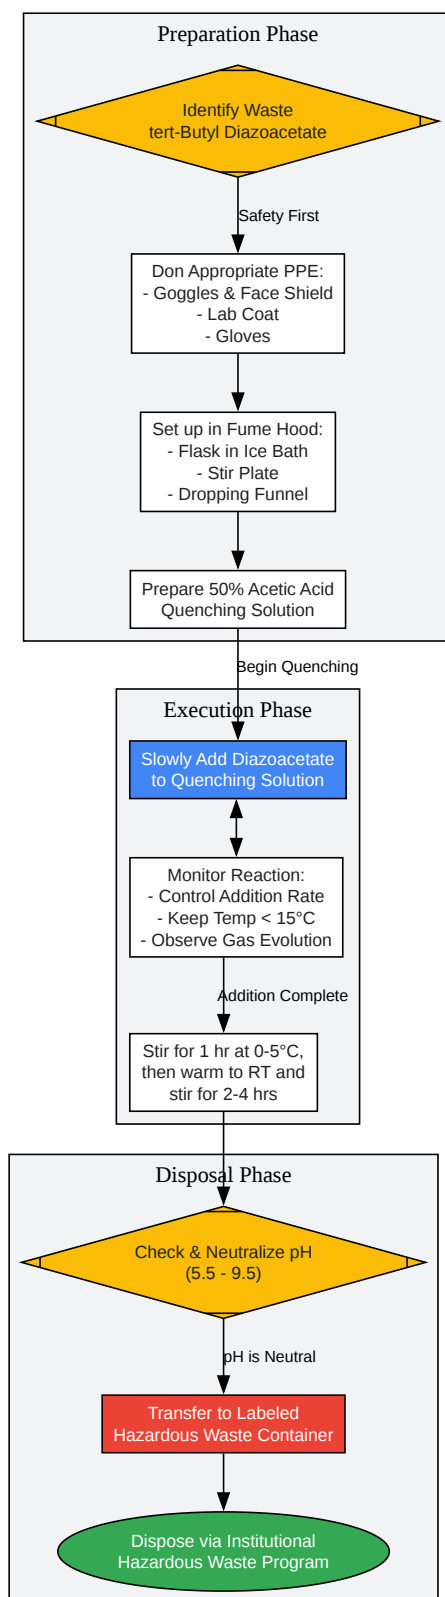 Preparation Phase
Identify Waste
tert-Butyl Diazoacetate
Safety First
Don Appropriate PPE:
- Goggles & Face Shield
- Lab Coat
- Gloves
Set up in Fume Hood:
- Flask in Ice Bath
- Stir Plate
- Dropping Funnel
Prepare 50% Acetic Acid
Quenching Solution
Begin Quenching
Execution Phase
Slowly Add Diazoacetate
to Quenching Solution
Monitor Reaction:
- Control Addition Rate
- Keep Temp < 15°C
- Observe Gas Evolution
Addition Complete
Stir for 1 hr at 0-5°C,
then warm to RT and
stir for 2-4 hrs
Disposal Phase
Check & Neutralize pH
(5.5 - 9.5)
pH is Neutral
Transfer to Labeled
Hazardous Waste Container
Dispose via Institutional
Hazardous Waste Program